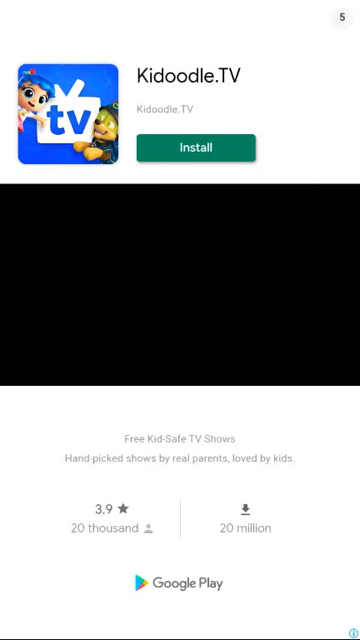 5
tv
Kidoodle.TV
Kidoodle.TV
Install
Free Kid-Safe TV Shows
Hand-picked shows by real parents, loved by kids.
3.9 ★
20 thousand
20 million
Google Play